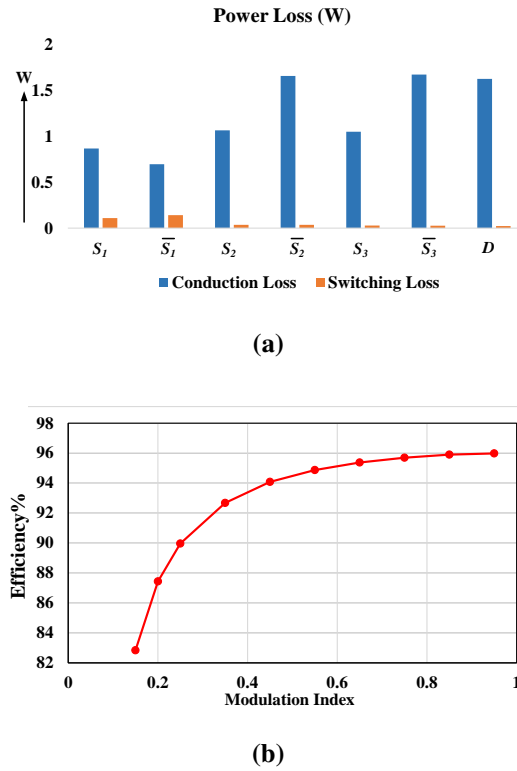 Power Loss (W)
2
W
1.5
1
0.5
0
S₁ S̅₁ S₂ S̅₂ S₃ S̅₃ D
Conduction Loss Switching Loss
(a)
98
96
94
92
90
88
86
84
82
Efficiency%
0 0.2 0.4 0.6 0.8 1
Modulation Index
(b)